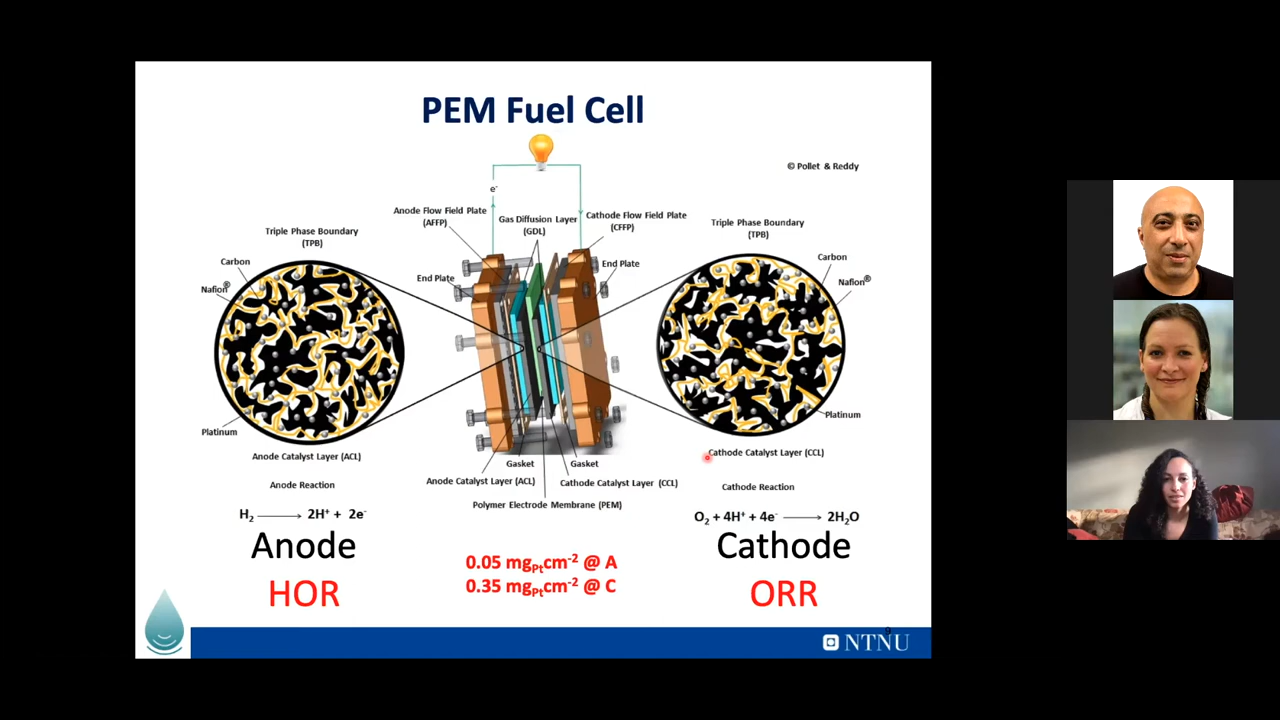 PEM Fuel Cell
© Pollet & Reddy
e-
Anode Flow Field Plate
(AFFP)
Gas Diffusion Layer
(GDL)
Cathode Flow Field Plate
(CFFP)
Triple Phase Boundary
(TPB)
Triple Phase Boundary
(TPB)
Carbon
Nafion®
End Plate
End Plate
Carbon
Nafion®
Platinum
Platinum
Anode Catalyst Layer (ACL)
Gasket
Gasket
Cathode Catalyst Layer (CCL)
Anode Catalyst Layer (ACL)
Cathode Catalyst Layer (CCL)
Anode Reaction
Cathode Reaction
Polymer Electrode Membrane (PEM)
H2 ⟶ 2H+ + 2e-
O2 + 4H+ + 4e- ⟶ 2H2O
Anode
Cathode
0.05 mgPtcm-2 @ A
0.35 mgPtcm-2 @ C
HOR
ORR
9
NTNU